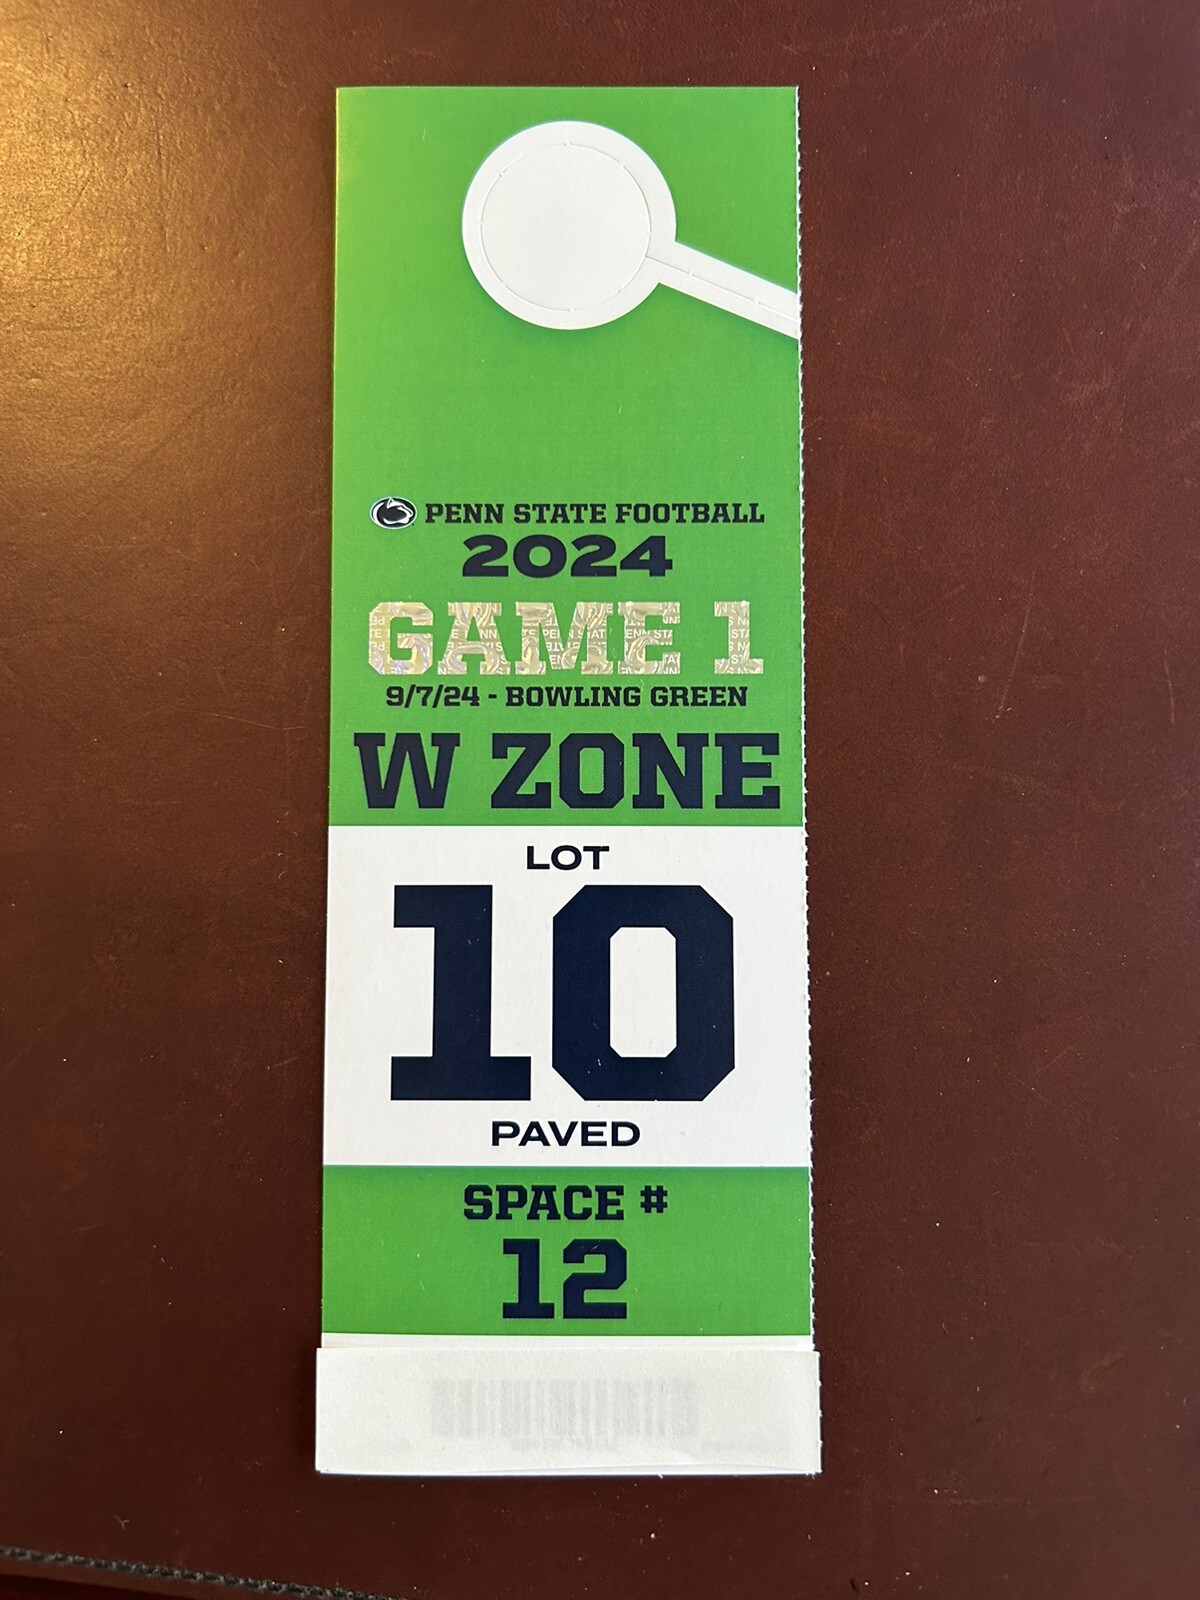 PENN STATE FOOTBALL
2024
GAME 1
9/7/24 - BOWLING GREEN
W ZONE
LOT
10
PAVED
SPACE #
12